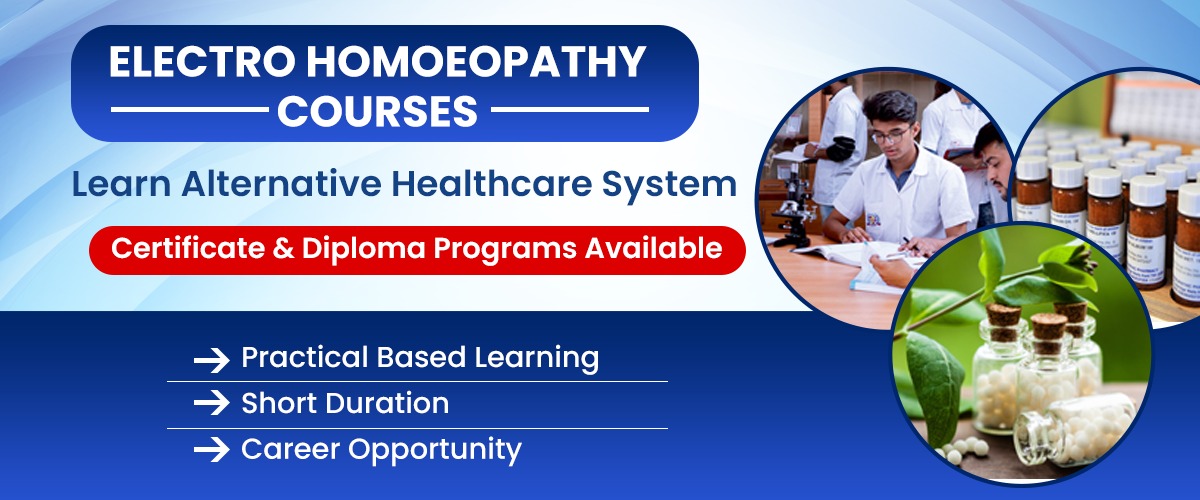 ELECTRO HOMOEOPATHY
COURSES
Learn Alternative Healthcare System
Certificate & Diploma Programs Available
Practical Based Learning
Short Duration
Career Opportunity